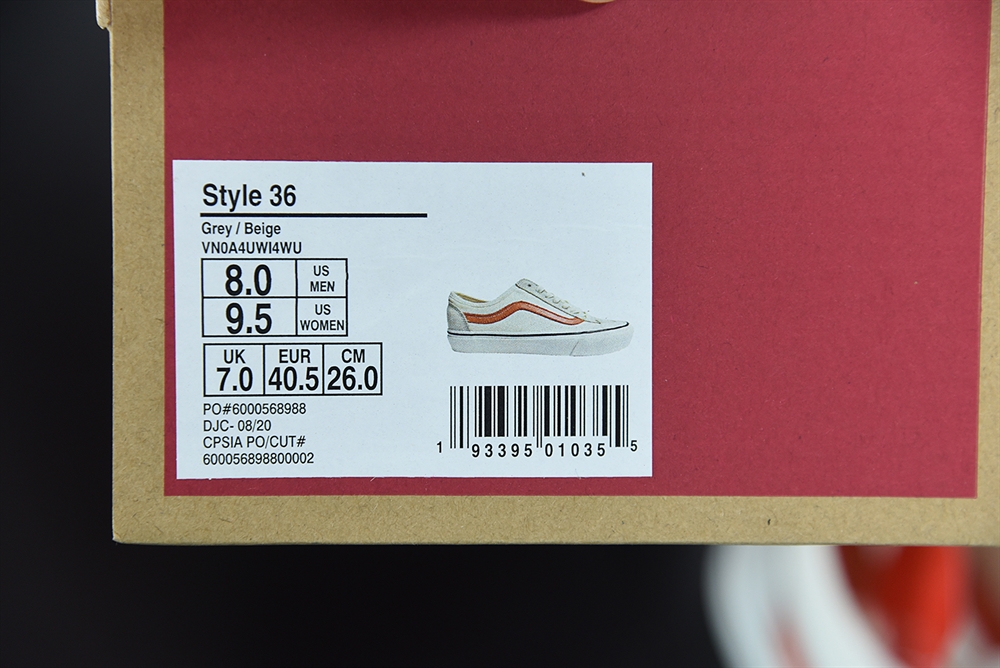 Style 36
Grey / Beige
VN0A4UWI4WU
8.0 US MEN
9.5 US WOMEN
UK EUR CM
7.0 40.5 26.0
PO#6000568988
DJC- 08/20
CPSIA PO/CUT#
600056898800002
1 93395 01035 5